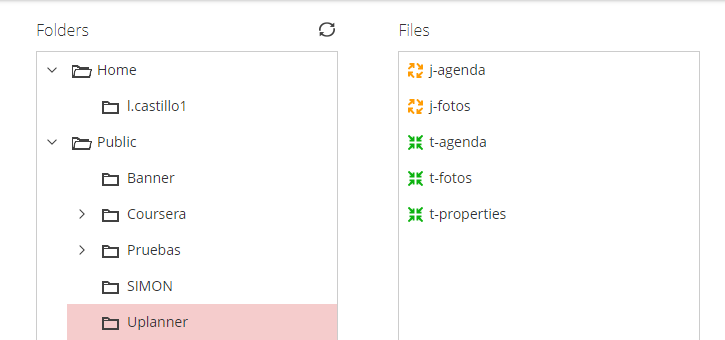 Folders
Home
l.castillo1
Public
Banner
Coursera
Pruebas
SIMON
Uplanner
Files
j-agenda
j-fotos
t-agenda
t-fotos
t-properties